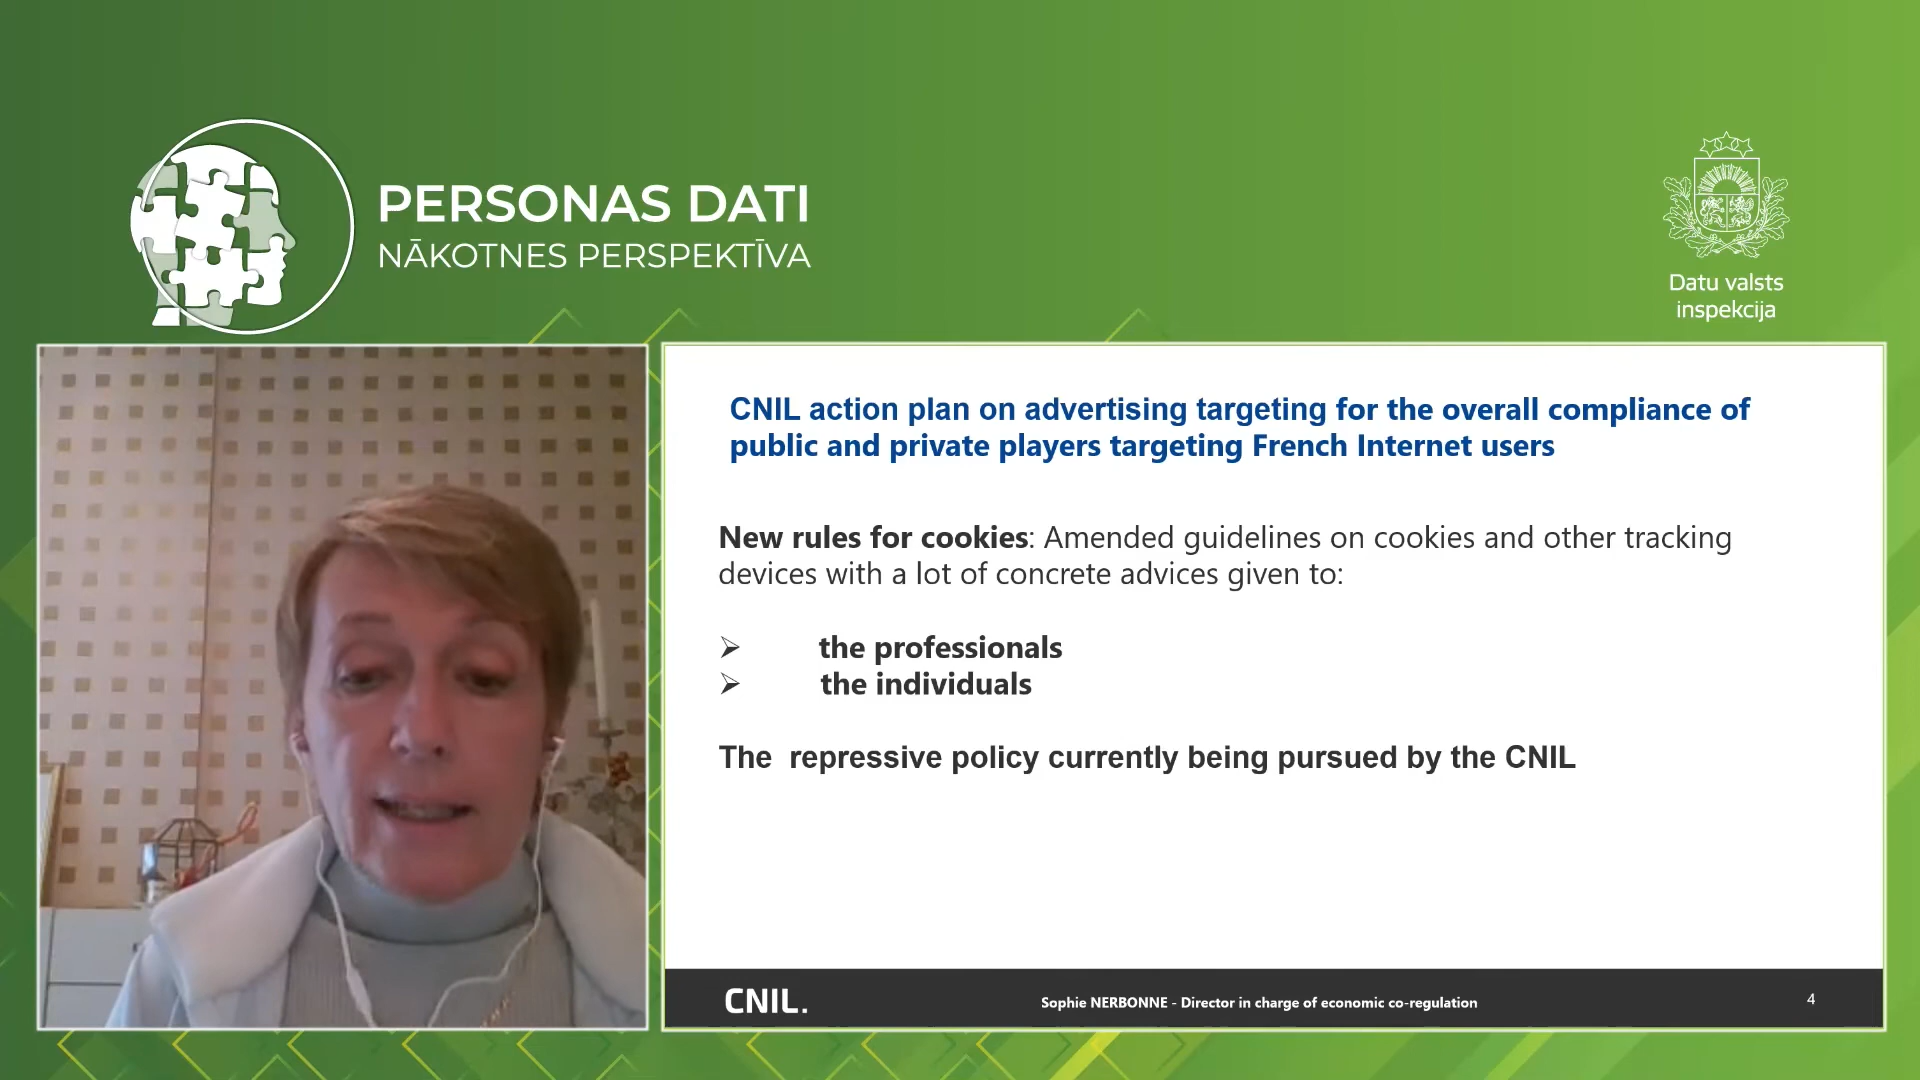 PERSONAS DATI
NĀKOTNES PERSPEKTĪVA
Datu valsts
inspekcija
CNIL action plan on advertising targeting for the overall compliance of
public and private players targeting French Internet users
New rules for cookies: Amended guidelines on cookies and other tracking
devices with a lot of concrete advices given to:
➢ the professionals
➢ the individuals
The repressive policy currently being pursued by the CNIL
CNIL.
Sophie NERBONNE - Director in charge of economic co-regulation
4